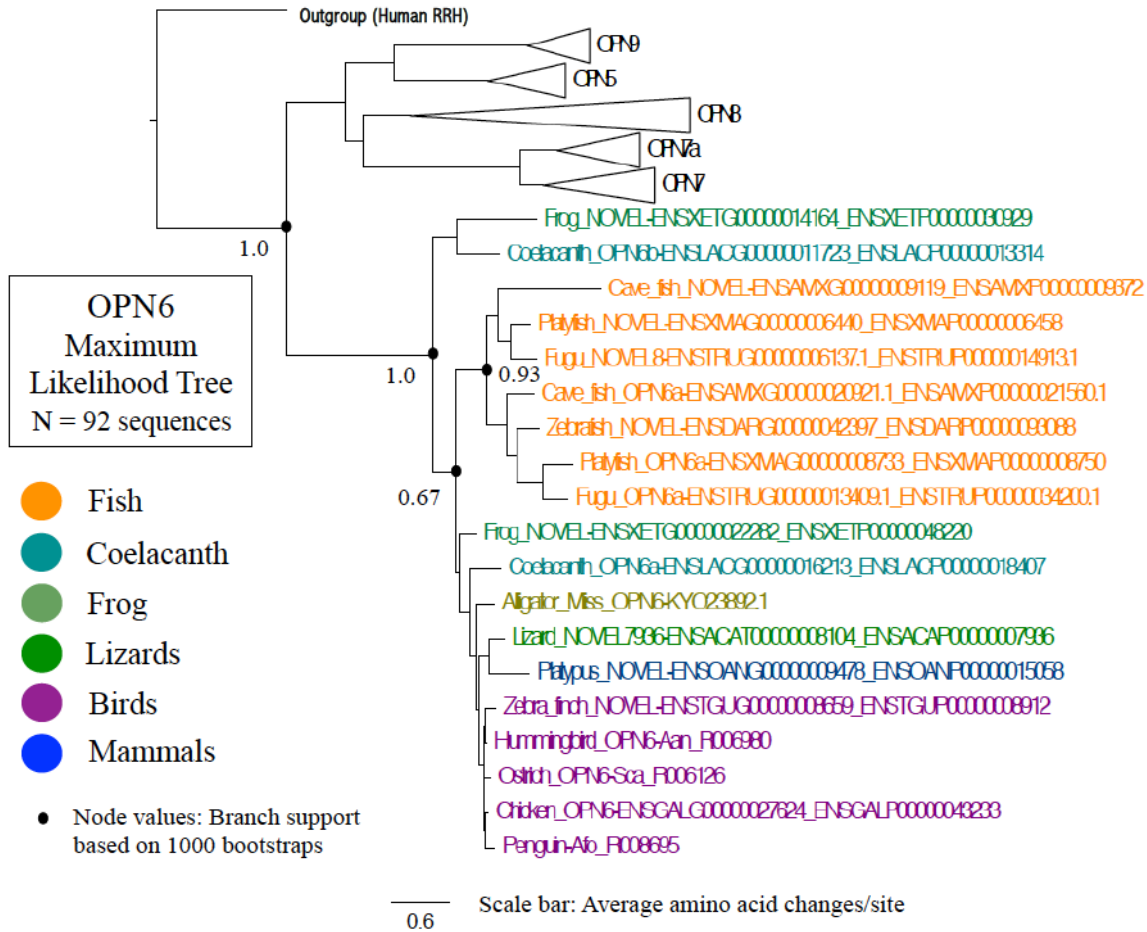 Outgroup (Human RRH)
OPN9
OPN5
OPN8
OPN7a
OPN7
Frog_NOVEL-ENSXETG00000014164_ENSXETP00000030929
1.0
Coelacanth_OPN6b-ENSLACG00000011723_ENSLACP00000013314
Cave_fish_NOVEL-ENSAMXG00000009119_ENSAMXP00000009372
OPN6
Maximum
Likelihood Tree
N = 92 sequences
Platyfish_NOVEL-ENSXMAG00000006440_ENSXMAP00000006458
Fugu_NOVEL8-ENSTRUG00000006137.1_ENSTRUP00000014913.1
1.0
0.93
Cave_fish_OPN6a-ENSAMXG00000020921.1_ENSAMXP00000021560.1
Zebrafish_NOVEL-ENSDARG00000042397_ENSDARP00000093088
Platyfish_OPN6a-ENSXMAG00000008733_ENSXMAP00000008750
0.67
Fugu_OPN6a-ENSTRUG00000013409.1_ENSTRUP00000034200.1
Frog_NOVEL-ENSXETG00000022282_ENSXETP00000048220
Coelacanth_OPN6a-ENSLACG00000016213_ENSLACP00000018407
Alligator_Miss_OPN6-KYO23892.1
Lizard_NOVEL7936-ENSACAT00000008104_ENSACAP00000007936
Platypus_NOVEL-ENSOANG00000009478_ENSOANP00000015058
Zebra_finch_NOVEL-ENSTGUG00000008659_ENSTGUP00000008912
Hummingbird_OPN6-Aan_R006980
Ostrich_OPN6-Sca_R006126
Chicken_OPN6-ENSGALG00000027624_ENSGALP00000043233
Penguin-Afo_R008695
Fish
Coelacanth
Frog
Lizards
Birds
Mammals
Node values: Branch support
based on 1000 bootstraps
0.6
Scale bar: Average amino acid changes/site